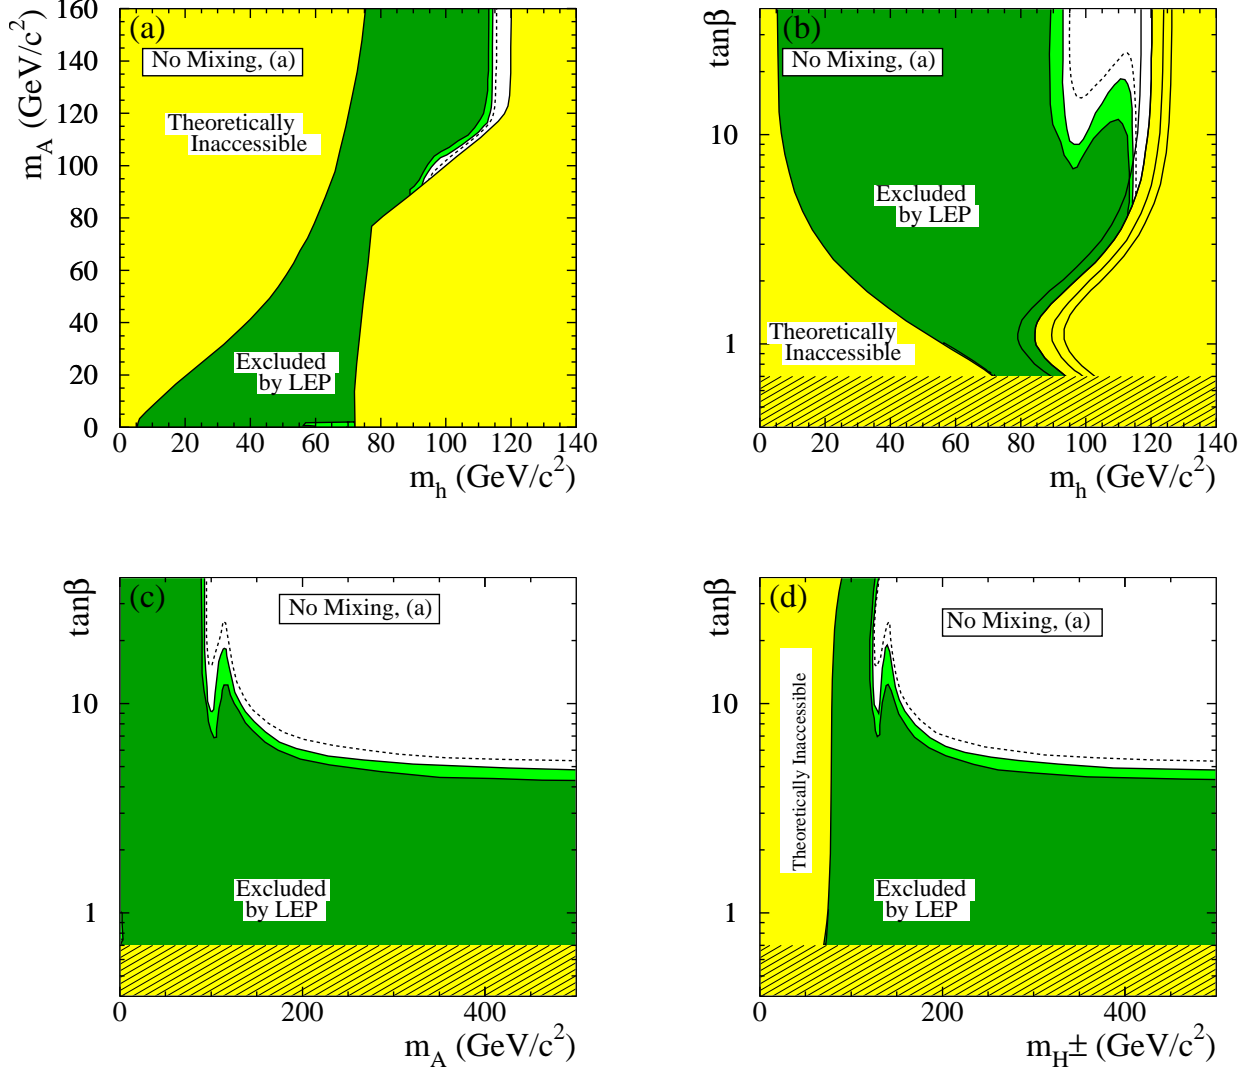 (a)
No Mixing, (a)
Theoretically
Inaccessible
Excluded
by LEP
m_A (GeV/c^2)
160
140
120
100
80
60
40
20
0
0 20 40 60 80 100 120 140
m_h (GeV/c^2)
(b)
No Mixing, (a)
Excluded
by LEP
Theoretically
Inaccessible
tanβ
10
1
0 20 40 60 80 100 120 140
m_h (GeV/c^2)
(c)
No Mixing, (a)
Excluded
by LEP
tanβ
10
1
0 200 400
m_A (GeV/c^2)
(d)
No Mixing, (a)
Theoretically Inaccessible
Excluded
by LEP
tanβ
10
1
0 200 400
m_H± (GeV/c^2)